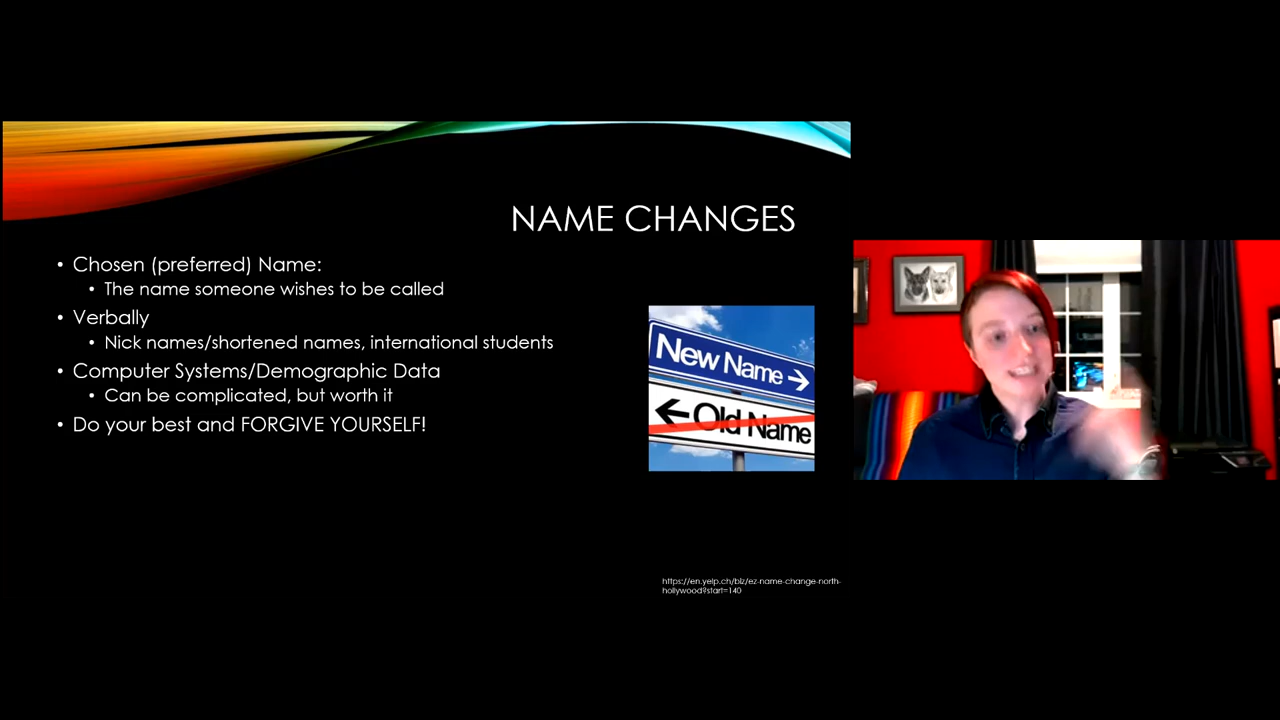 NAME CHANGES
• Chosen (preferred) Name:
• The name someone wishes to be called
• Verbally
• Nick names/shortened names, international students
• Computer Systems/Demographic Data
• Can be complicated, but worth it
• Do your best and FORGIVE YOURSELF!
New Name →
← Old Name
https://en.yelp.ch/biz/ez-name-change-north-
hollywood?start=140